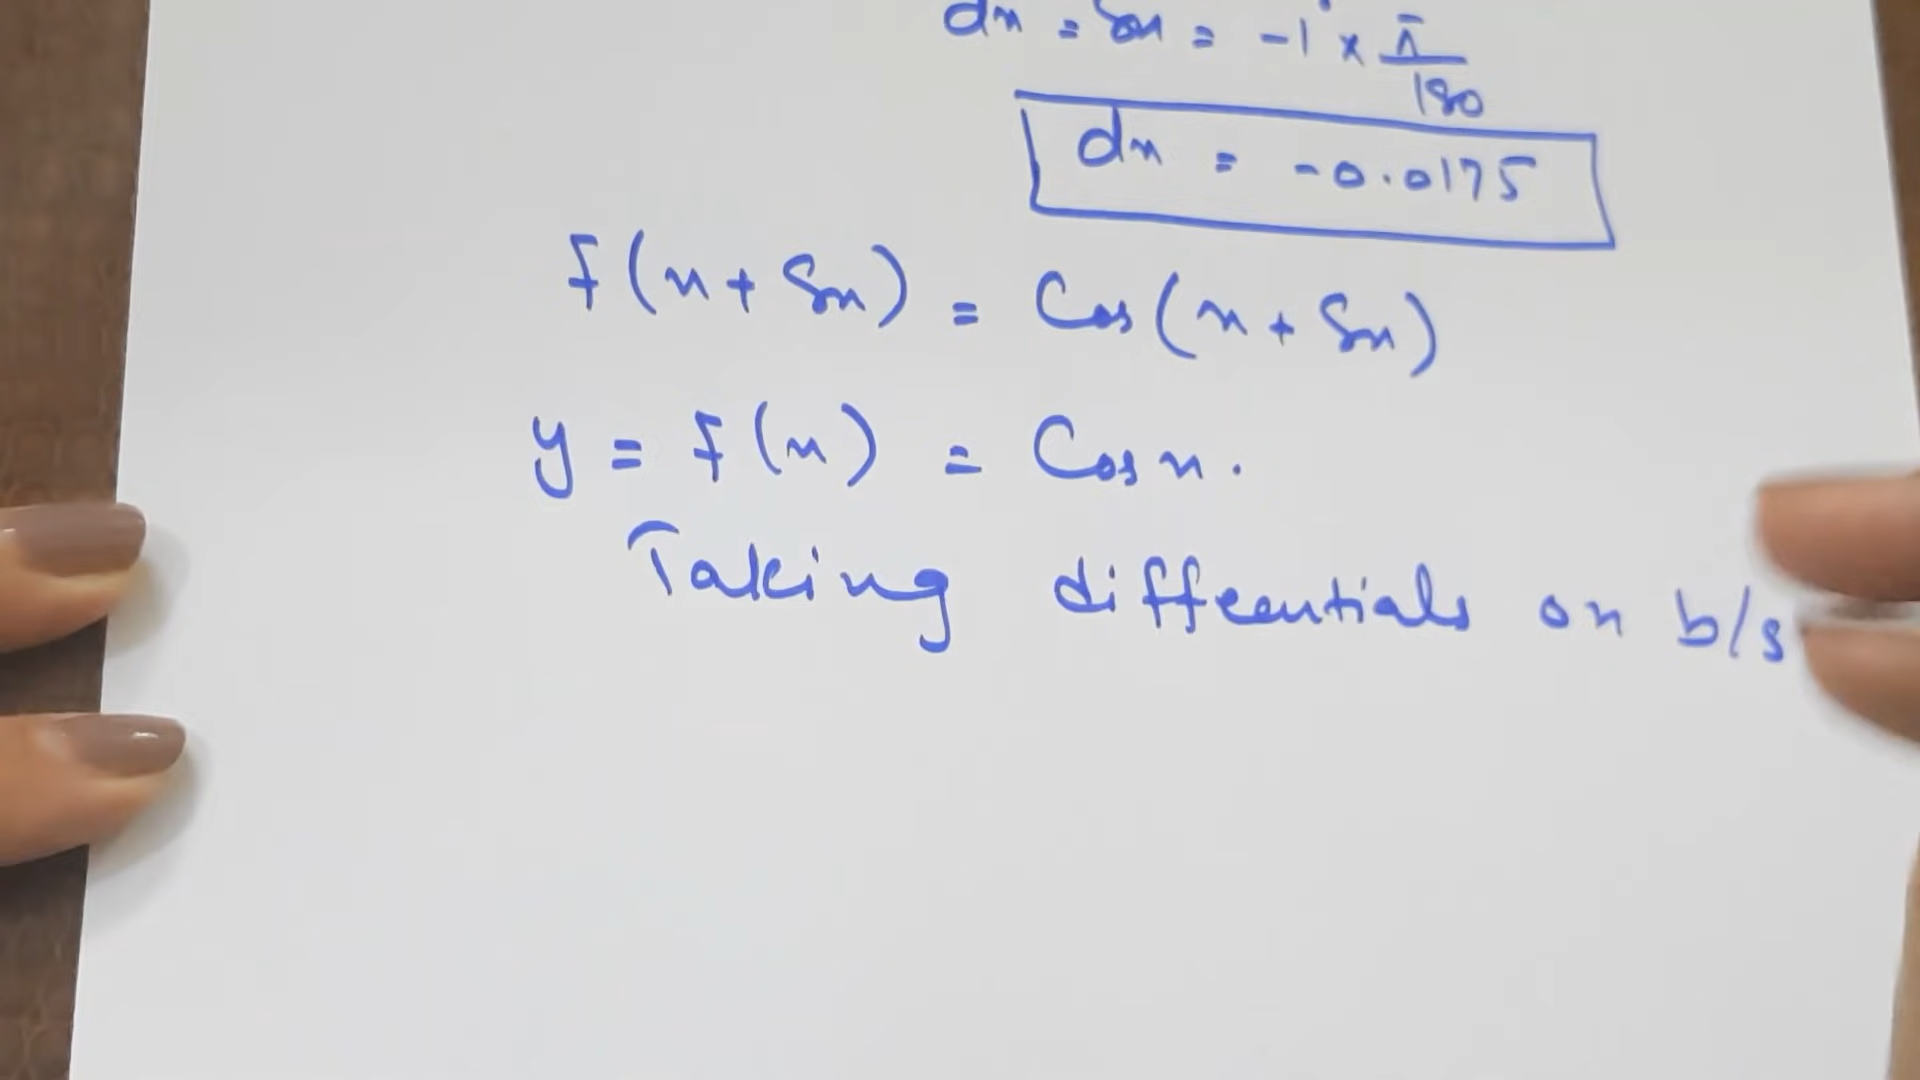 dx = δx = -1° × π/180
dx = -0.0175
f(x + δx) = Cos(x + δx)
y = f(x) = Cos x.
Taking diffeentials on b/s